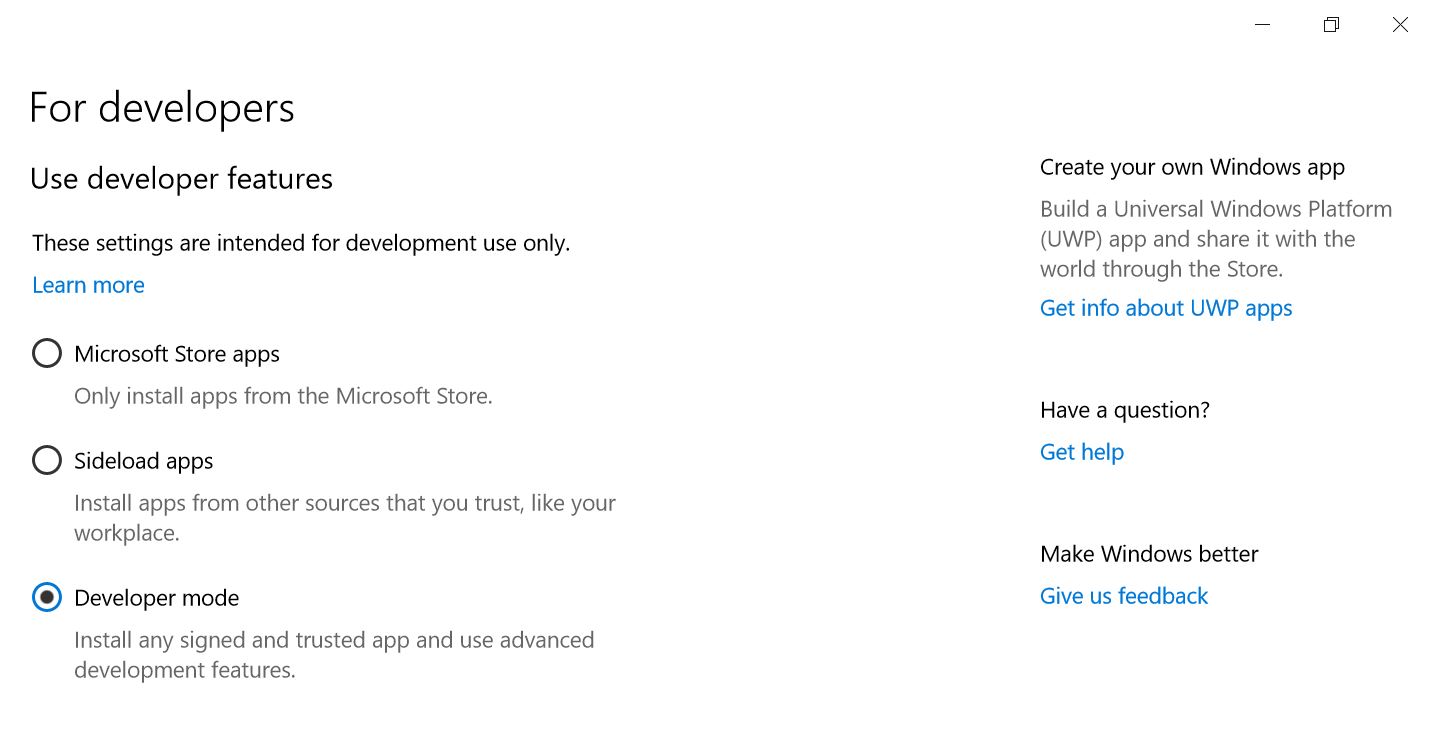 For developers
Use developer features
These settings are intended for development use only.
Learn more
Microsoft Store apps
Only install apps from the Microsoft Store.
Sideload apps
Install apps from other sources that you trust, like your
workplace.
Developer mode
Install any signed and trusted app and use advanced
development features.
Create your own Windows app
Build a Universal Windows Platform
(UWP) app and share it with the
world through the Store.
Get info about UWP apps
Have a question?
Get help
Make Windows better
Give us feedback